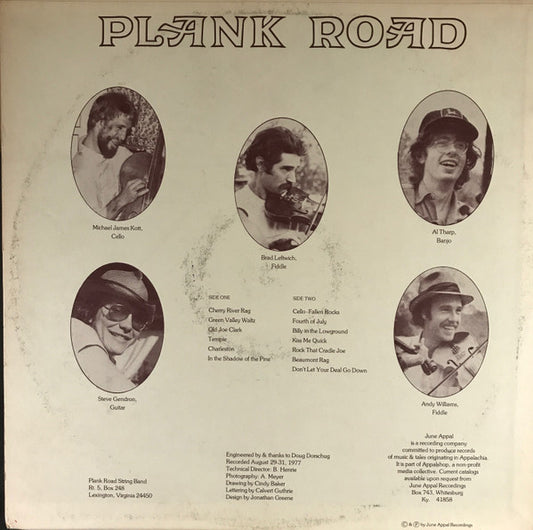 PLANK ROAD
Michael James Kott,
Cello
Brad Leftwich,
Fiddle
Al Tharp,
Banjo
Steve Gendron,
Guitar
Andy Williams,
Fiddle
SIDE ONE
Cherry River Rag
Green Valley Waltz
Old Joe Clark
Temple
Charleston
In the Shadow of the Pine
SIDE TWO
Cello-Falleri Rocks
Fourth of July
Billy in the Lowground
Kiss Me Quick
Rock That Cradle Joe
Beaumont Rag
Don't Let Your Deal Go Down
Plank Road String Band
Rt. 5, Box 248
Lexington, Virginia 24450
Engineered by & thanks to Doug Dorschug
Recorded August 29-31, 1977
Technical Director: B. Henrie
Photography: A. Meyer
Drawing by Cindy Baker
Lettering by Calvert Guthrie
Design by Jonathan Greene
June Appal
is a recording company
committed to produce records
of music & tales originating in Appalachia.
It is part of Appalshop, a non-profit
media collective. Current catalogs
available upon request from
June Appal Recordings
Box 743, Whitesburg
Ky. 41858
© & ℗ by June Appal Recordings